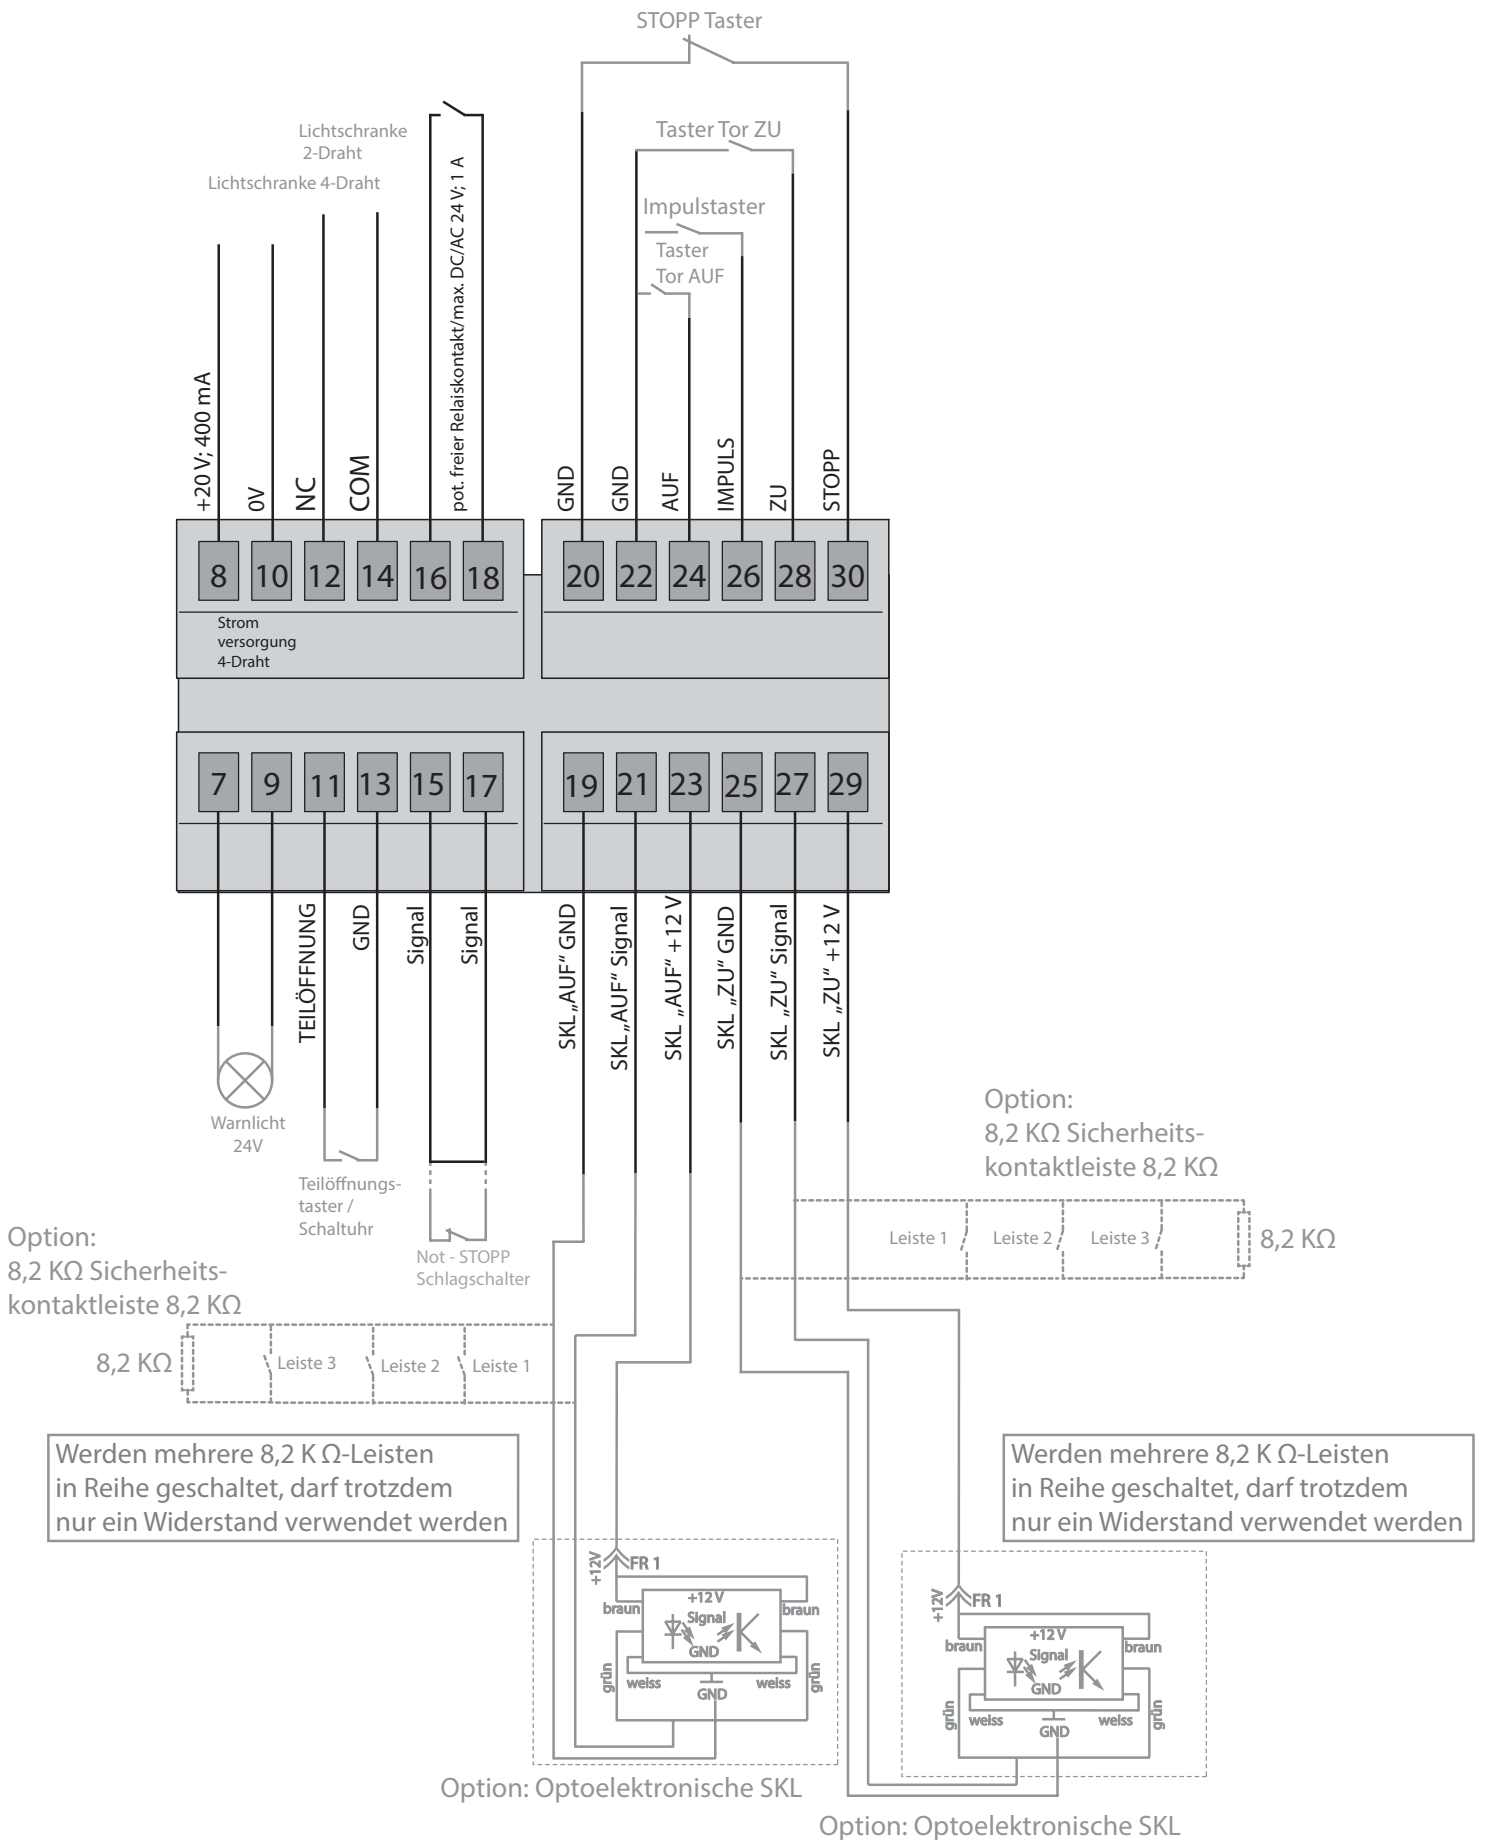 STOPP Taster
Lichtschranke
2-Draht
Lichtschranke 4-Draht
Taster Tor ZU
Impulstaster
Taster
Tor AUF
+20 V; 400 mA
0V
NC
COM
pot. freier Relaiskontakt/max. DC/AC 24 V; 1 A
GND
GND
AUF
IMPULS
ZU
STOPP
8 10 12 14 16 18 20 22 24 26 28 30
Strom
versorgung
4-Draht
7 9 11 13 15 17 19 21 23 25 27 29
TEILÖFFNUNG
GND
Signal
Signal
SKL „AUF“ GND
SKL „AUF“ Signal
SKL „AUF“ +12 V
SKL „ZU“ GND
SKL „ZU“ Signal
SKL „ZU“ +12 V
Warnlicht
24V
Teilöffnungs-
taster /
Schaltuhr
Not - STOPP
Schlagschalter
Option:
8,2 KΩ Sicherheits-
kontaktleiste 8,2 KΩ
Leiste 1 Leiste 2 Leiste 3 8,2 KΩ
Option:
8,2 KΩ Sicherheits-
kontaktleiste 8,2 KΩ
8,2 KΩ Leiste 3 Leiste 2 Leiste 1
Werden mehrere 8,2 K Ω-Leisten
in Reihe geschaltet, darf trotzdem
nur ein Widerstand verwendet werden
Werden mehrere 8,2 K Ω-Leisten
in Reihe geschaltet, darf trotzdem
nur ein Widerstand verwendet werden
+12V
FR 1
+12 V
braun
braun
Signal
GND
grün
weiss
weiss
grün
GND
Option: Optoelektronische SKL
+12V
FR 1
+12 V
braun
braun
Signal
GND
grün
weiss
weiss
grün
GND
Option: Optoelektronische SKL